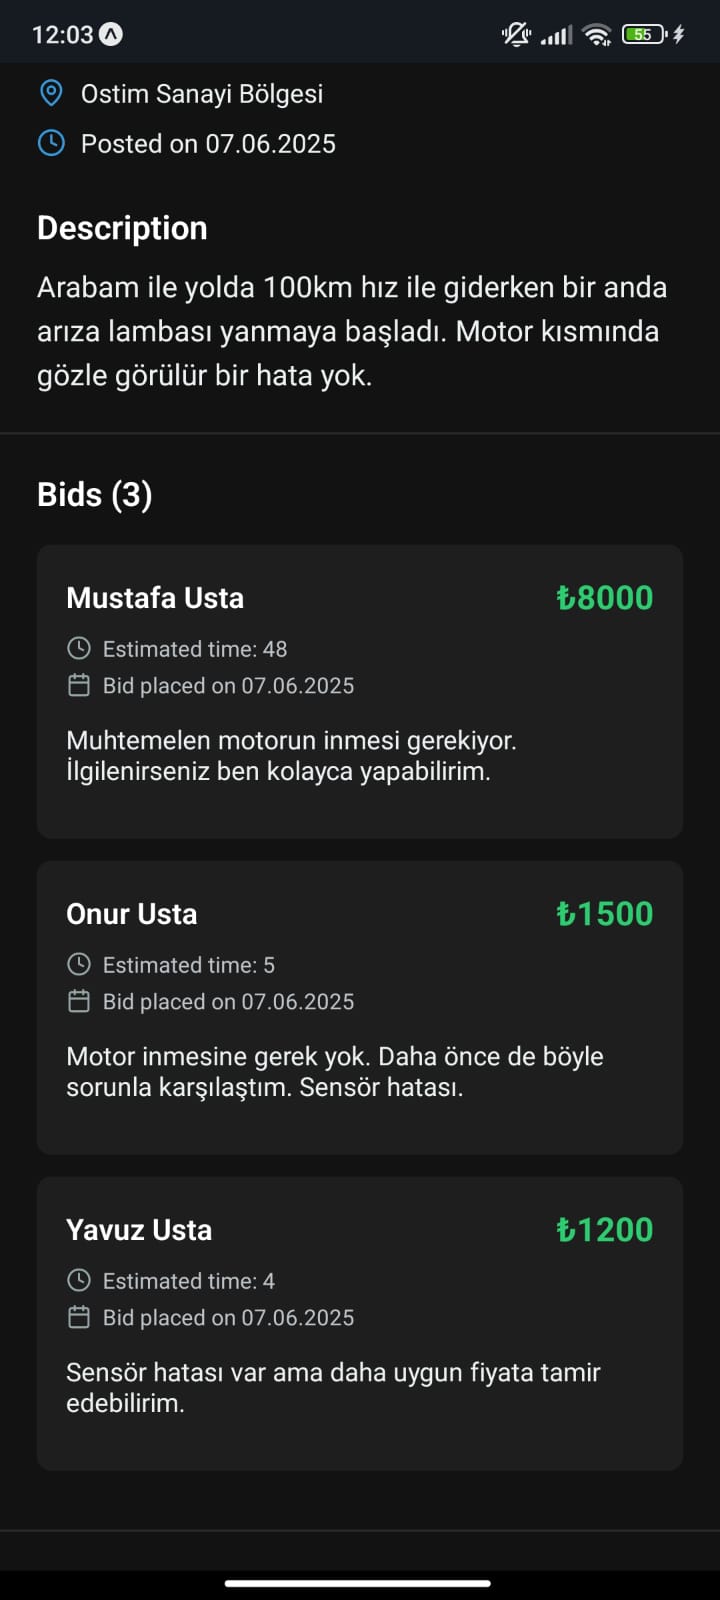 12:03
55
Ostim Sanayi Bölgesi
Posted on 07.06.2025
Description
Arabam ile yolda 100km hız ile giderken bir anda
arıza lambası yanmaya başladı. Motor kısmında
gözle görülür bir hata yok.
Bids (3)
Mustafa Usta ₺8000
Estimated time: 48
Bid placed on 07.06.2025
Muhtemelen motorun inmesi gerekiyor.
İlgilenirseniz ben kolayca yapabilirim.
Onur Usta ₺1500
Estimated time: 5
Bid placed on 07.06.2025
Motor inmesine gerek yok. Daha önce de böyle
sorunla karşılaştım. Sensör hatası.
Yavuz Usta ₺1200
Estimated time: 4
Bid placed on 07.06.2025
Sensör hatası var ama daha uygun fiyata tamir
edebilirim.